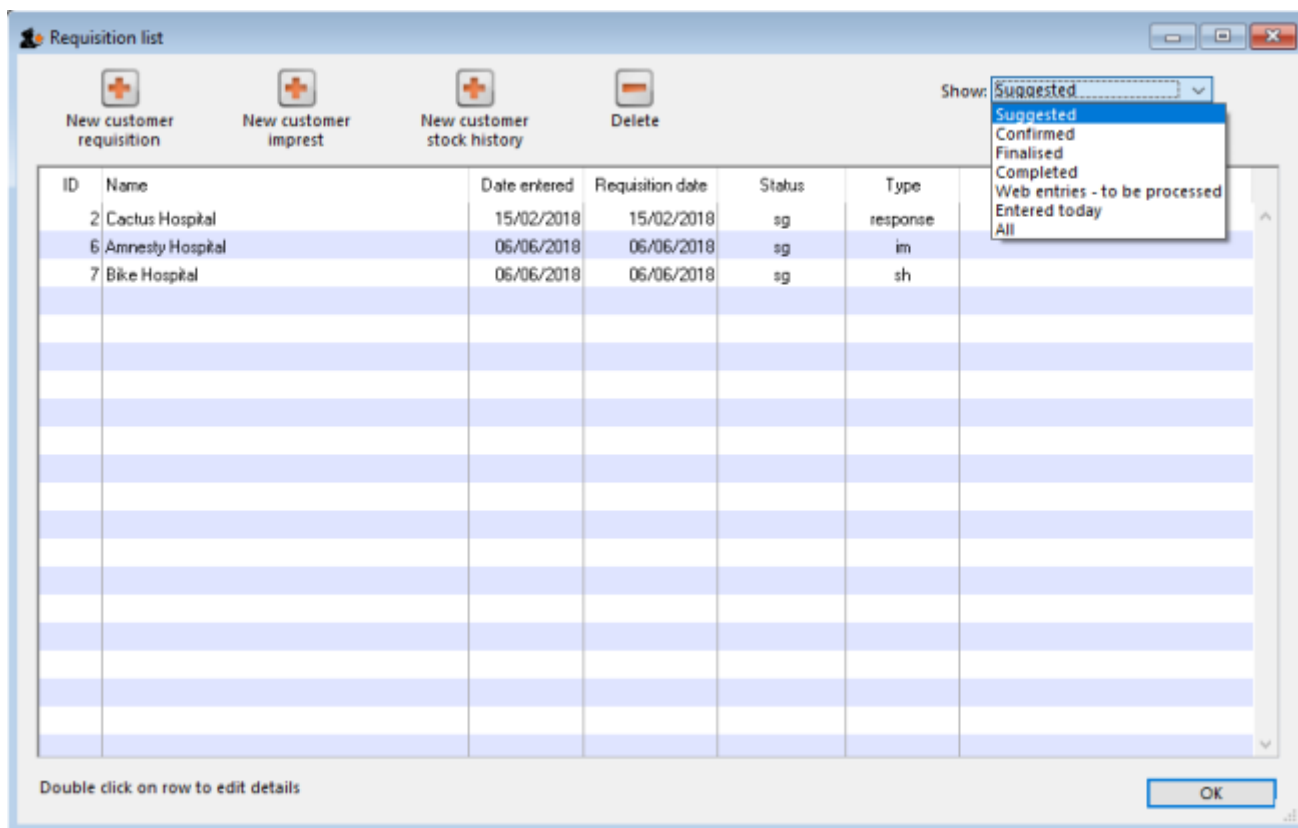 Requisition list
New customer
requisition
New customer
imprest
New customer
stock history
Delete
Show: Suggested
Suggested
Confirmed
Finalised
Completed
Web entries - to be processed
Entered today
All
ID Name Date entered Requisition date Status Type
2 Cactus Hospital 15/02/2018 15/02/2018 sg response
6 Amnesty Hospital 06/06/2018 06/06/2018 sg im
7 Bike Hospital 06/06/2018 06/06/2018 sg sh
Double click on row to edit details
OK